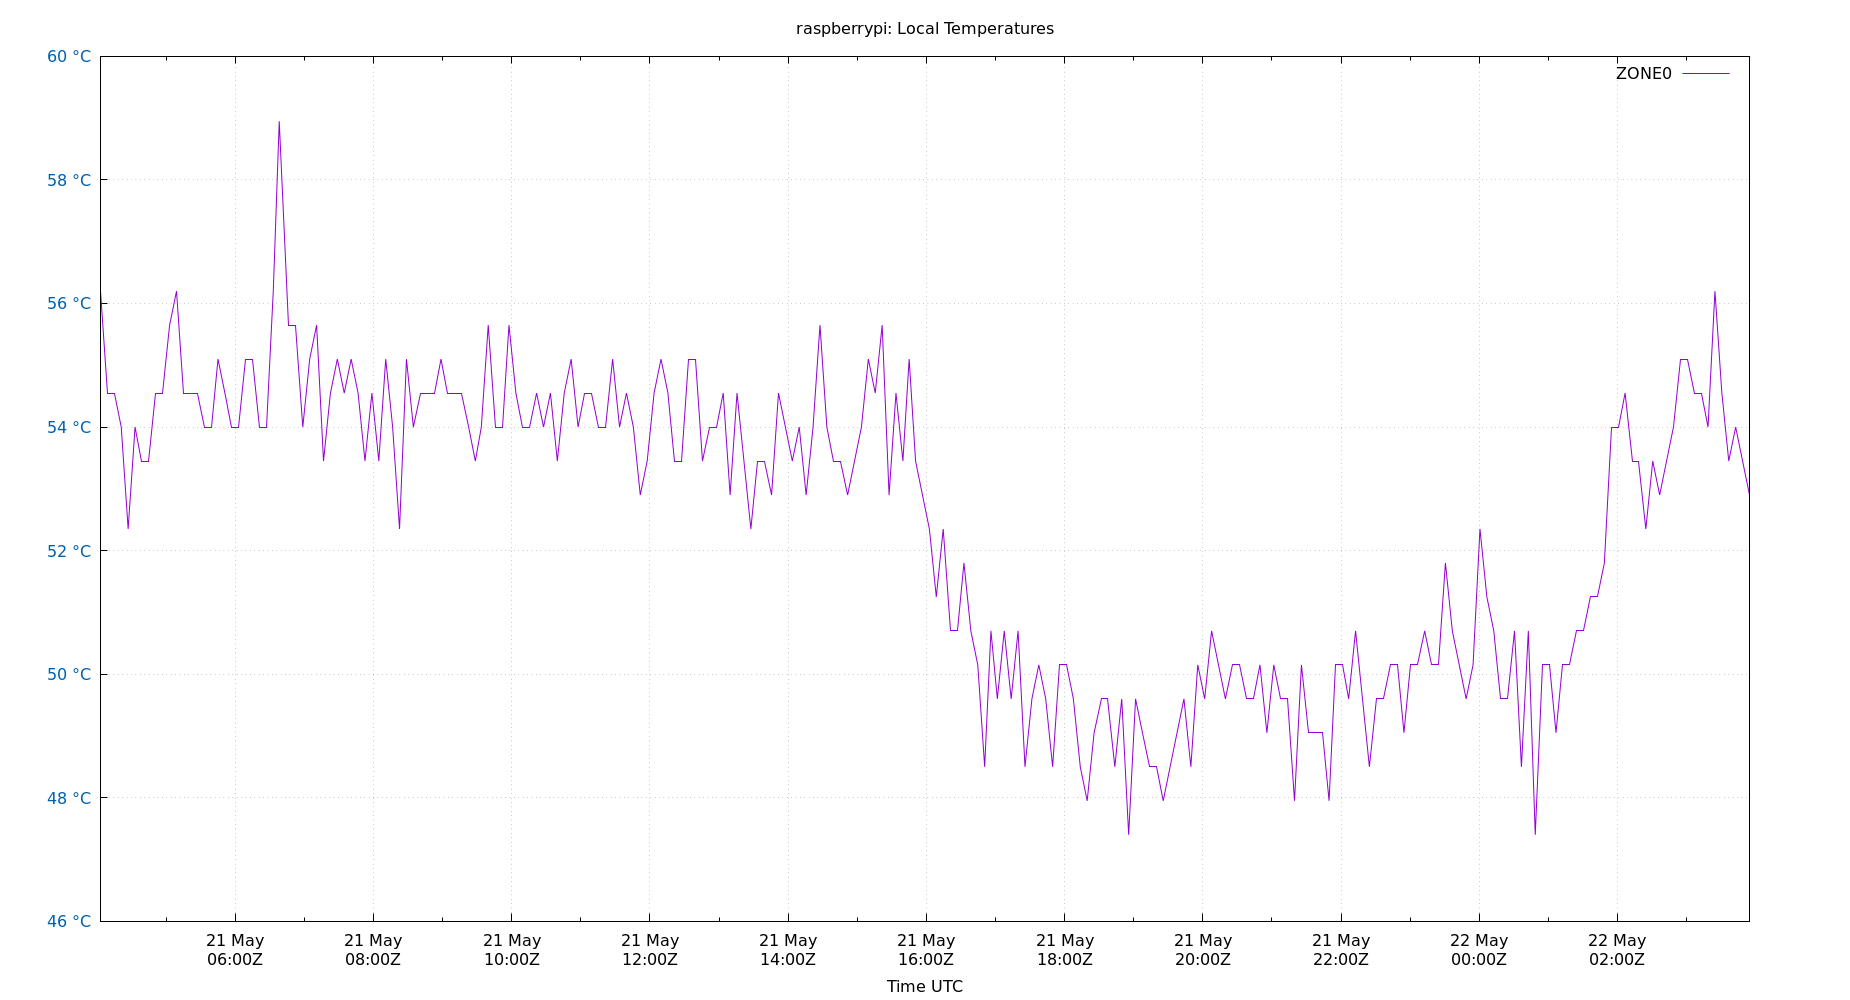 raspberrypi: Local Temperatures
60 °C
ZONE0
58 °C
56 °C
54 °C
52 °C
50 °C
48 °C
46 °C
21 May 21 May 21 May 21 May 21 May 21 May 21 May 21 May 21 May 22 May 22 May
06:00Z 08:00Z 10:00Z 12:00Z 14:00Z 16:00Z 18:00Z 20:00Z 22:00Z 00:00Z 02:00Z
Time UTC